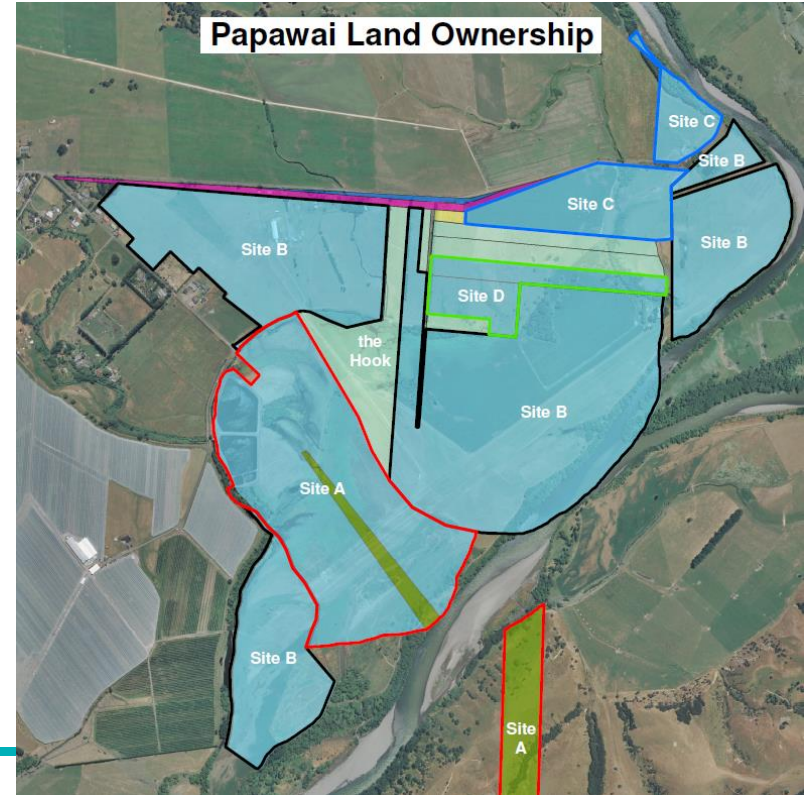 Papawai Land Ownership
Site C
Site B
Site C
Site B
Site B
Site D
the
Hook
Site B
Site A
Site B
Site
A